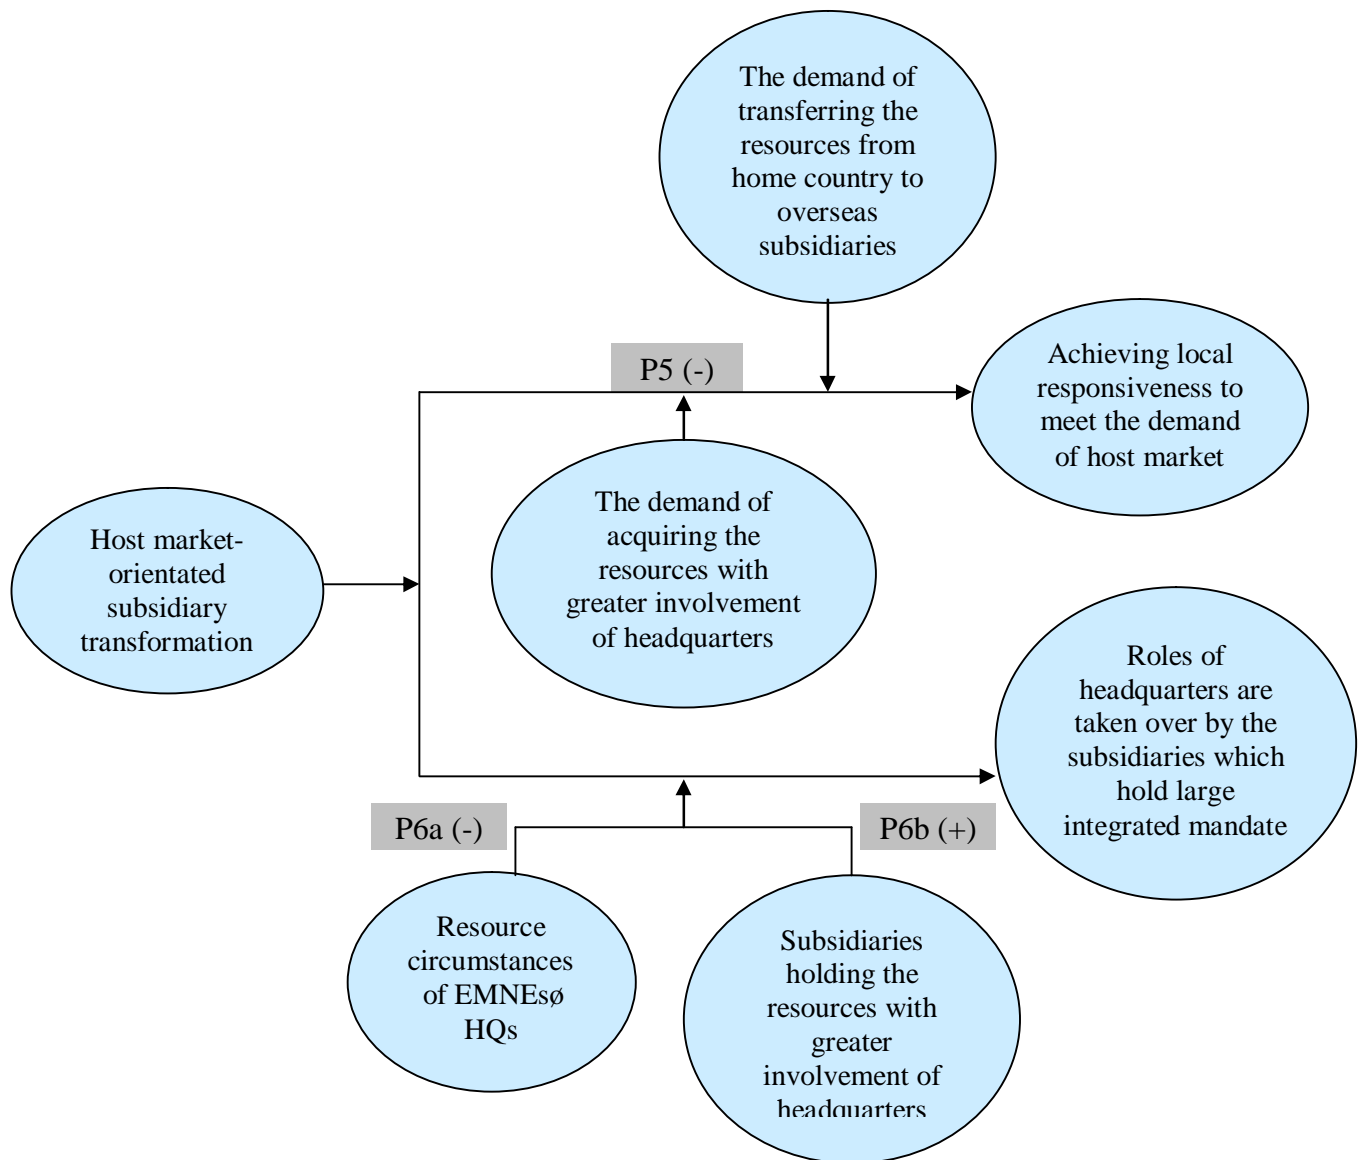 The demand of
transferring the
resources from
home country to
overseas
subsidiaries
P5 (-)
Achieving local
responsiveness to
meet the demand
of host market
The demand of
acquiring the
resources with
greater involvement
of headquarters
Host market-
orientated
subsidiary
transformation
Roles of
headquarters are
taken over by the
subsidiaries which
hold large
integrated mandate
P6a (-)
P6b (+)
Resource
circumstances
of EMNEsø
HQs
Subsidiaries
holding the
resources with
greater
involvement of
headquarters